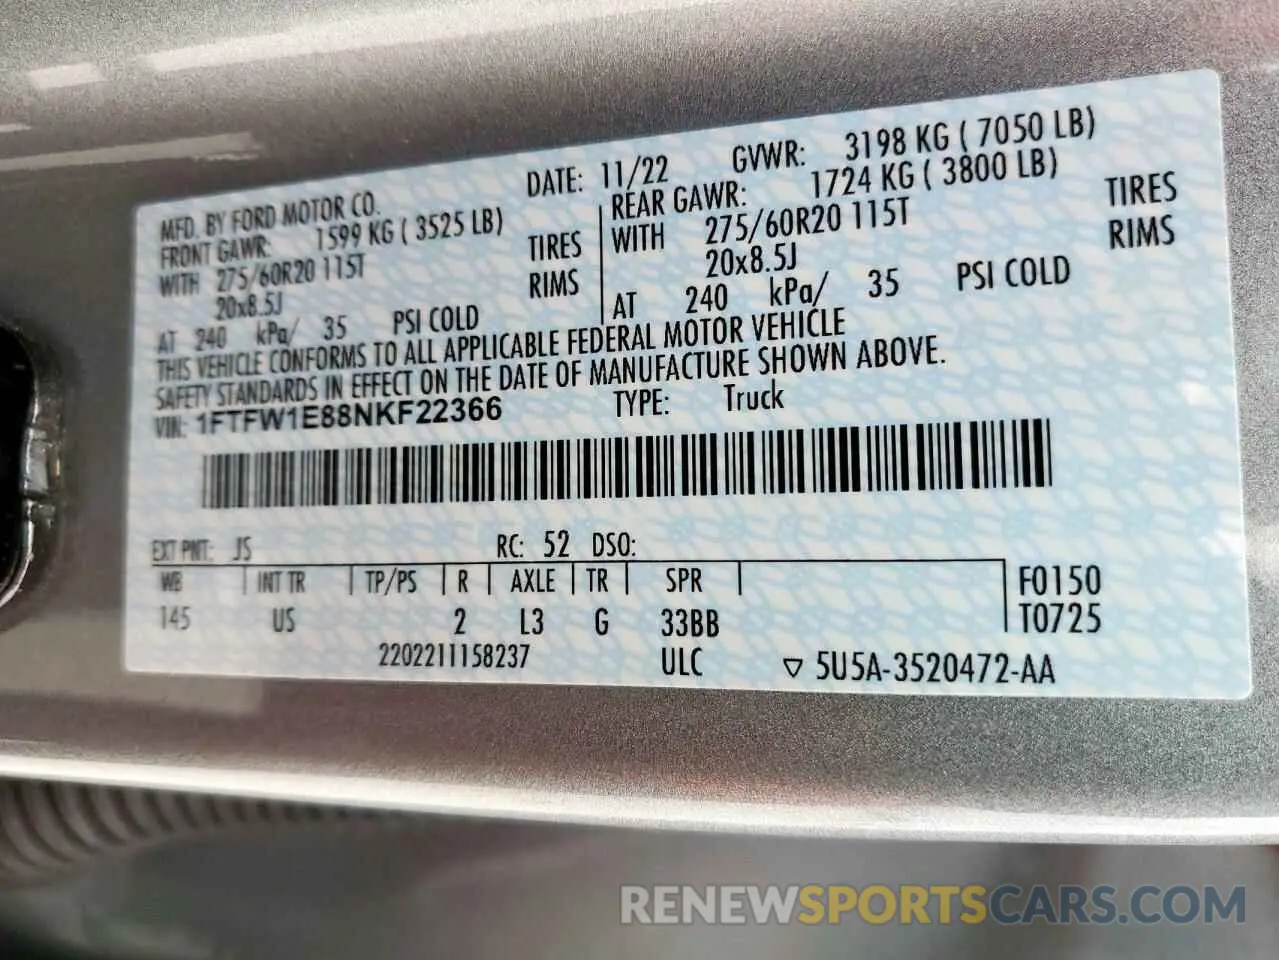 MFD. BY FORD MOTOR CO. DATE: 11/22 GVWR: 3198 KG ( 7050 LB)
FRONT GAWR: 1599 KG ( 3525 LB) REAR GAWR: 1724 KG ( 3800 LB)
WITH 275/60R20 115T TIRES WITH 275/60R20 115T TIRES
20x8.5J RIMS 20x8.5J RIMS
AT 240 kPa/ 35 PSI COLD AT 240 kPa/ 35 PSI COLD
THIS VEHICLE CONFORMS TO ALL APPLICABLE FEDERAL MOTOR VEHICLE
SAFETY STANDARDS IN EFFECT ON THE DATE OF MANUFACTURE SHOWN ABOVE.
VIN: 1FTFW1E88NKF22366 TYPE: Truck
EXT PNT: JS RC: 52 DSO:
WB INT TR TP/PS R AXLE TR SPR F0150
145 US 2 L3 G 33BB T0725
2202211158237 ULC ▽ 5U5A-3520472-AA
RENEWSPORTSCARS.COM